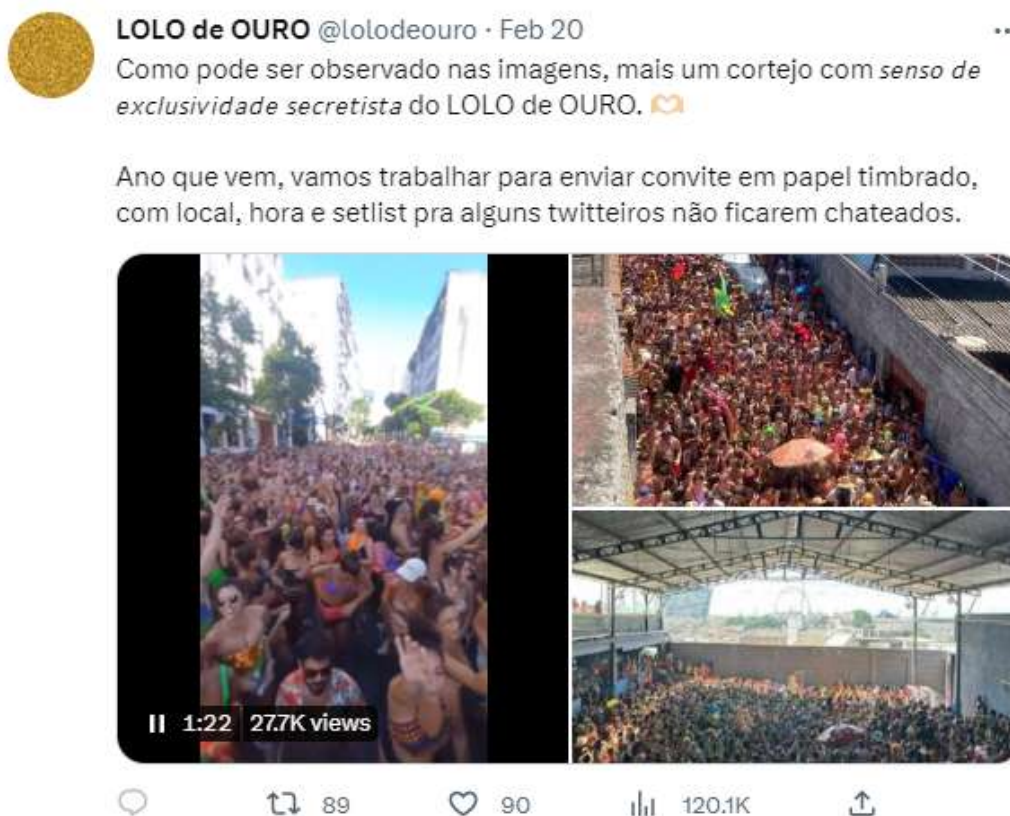 LOLO de OURO @lolodeouro · Feb 20
Como pode ser observado nas imagens, mais um cortejo com senso de
exclusividade secretista do LOLO de OURO. 🫶🏼
Ano que vem, vamos trabalhar para enviar convite em papel timbrado,
com local, hora e setlist pra alguns twitteiros não ficarem chateados.
1:22 27.7K views
89 90 120.1K